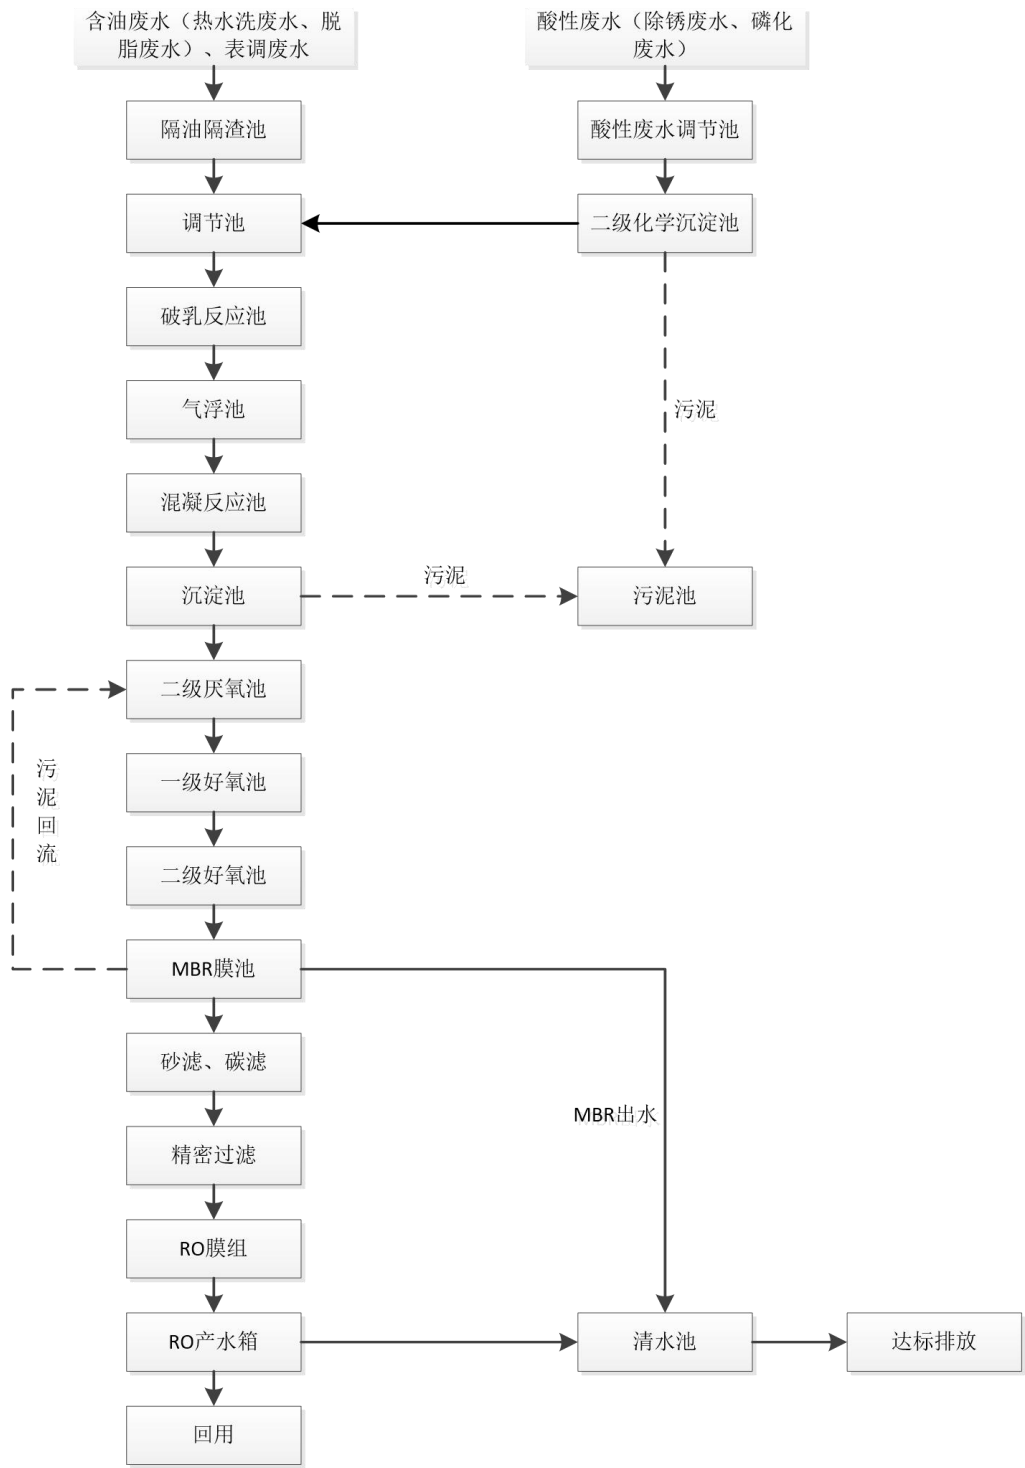 含油废水（热水洗废水、脱
脂废水）、表调废水
酸性废水（除锈废水、磷化
废水）
隔油隔渣池
酸性废水调节池
调节池
二级化学沉淀池
破乳反应池
气浮池
污泥
混凝反应池
沉淀池
污泥
污泥池
二级厌氧池
污
泥
回
流
一级好氧池
二级好氧池
MBR膜池
砂滤、碳滤
MBR出水
精密过滤
RO膜组
RO产水箱
清水池
达标排放
回用